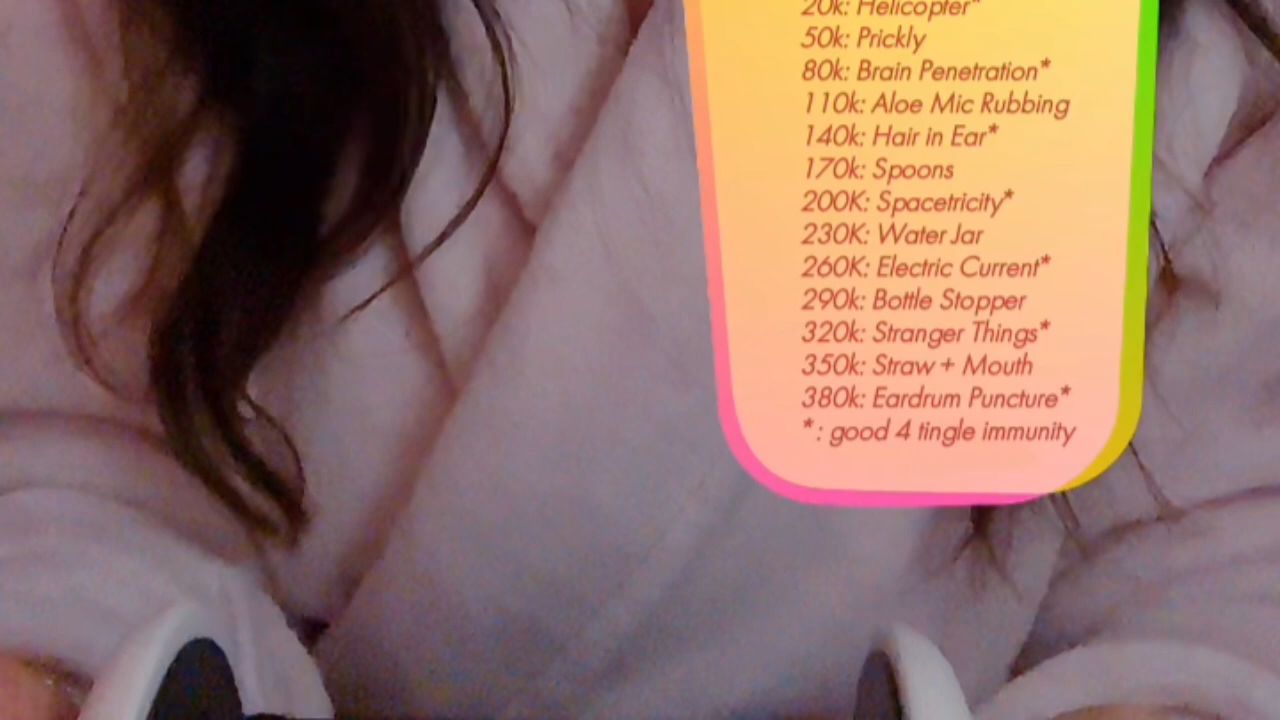 20k: Helicopter*
50k: Prickly
80k: Brain Penetration*
110k: Aloe Mic Rubbing
140k: Hair in Ear*
170k: Spoons
200K: Spacetricity*
230K: Water Jar
260K: Electric Current*
290k: Bottle Stopper
320k: Stranger Things*
350k: Straw + Mouth
380k: Eardrum Puncture*
*: good 4 tingle immunity